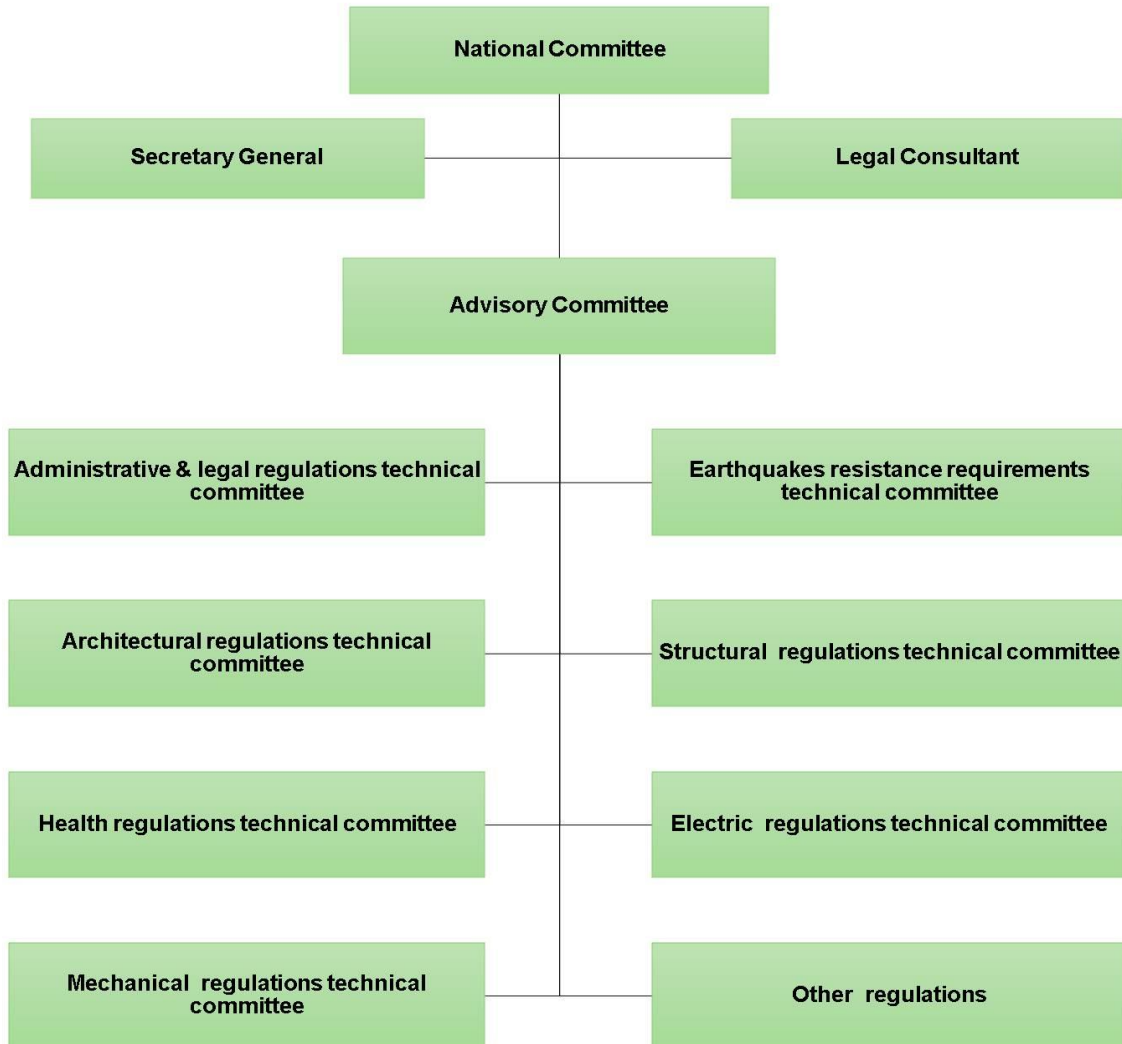 National Committee
Secretary General
Legal Consultant
Advisory Committee
Administrative & legal regulations technical
committee
Earthquakes resistance requirements
technical committee
Architectural regulations technical
committee
Structural regulations technical committee
Health regulations technical committee
Electric regulations technical committee
Mechanical regulations technical
committee
Other regulations